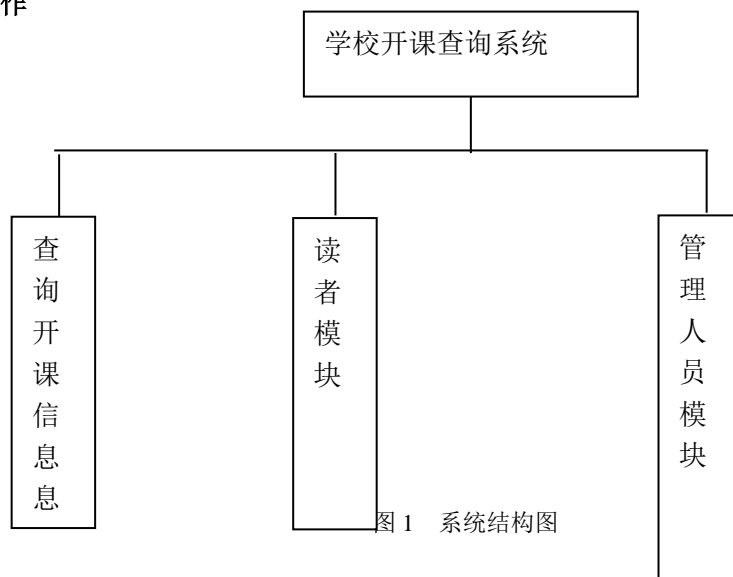 作
学校开课查询系统
查
询
开
课
信
息
息
读
者
模
块
管
理
人
员
模
块
图 1 系统结构图